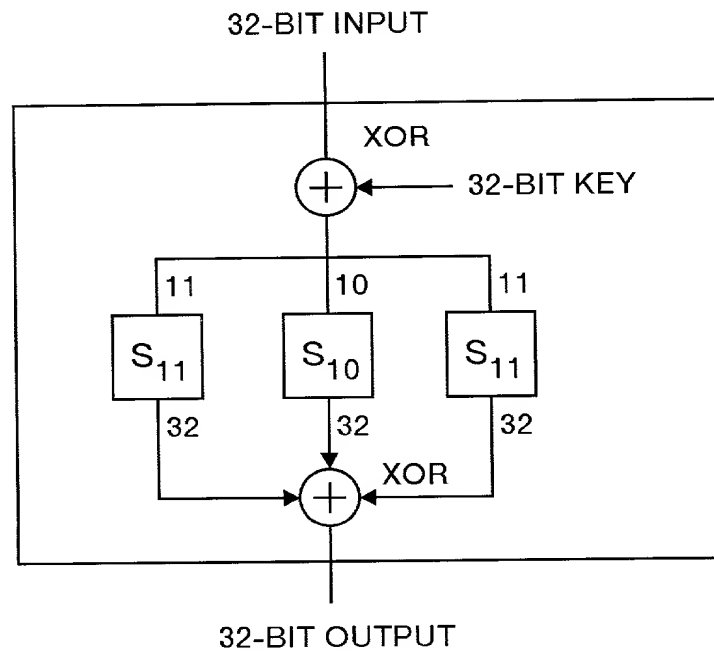 32-BIT INPUT
XOR
32-BIT KEY
11
10
11
S11
S10
S11
32
32
32
XOR
32-BIT OUTPUT